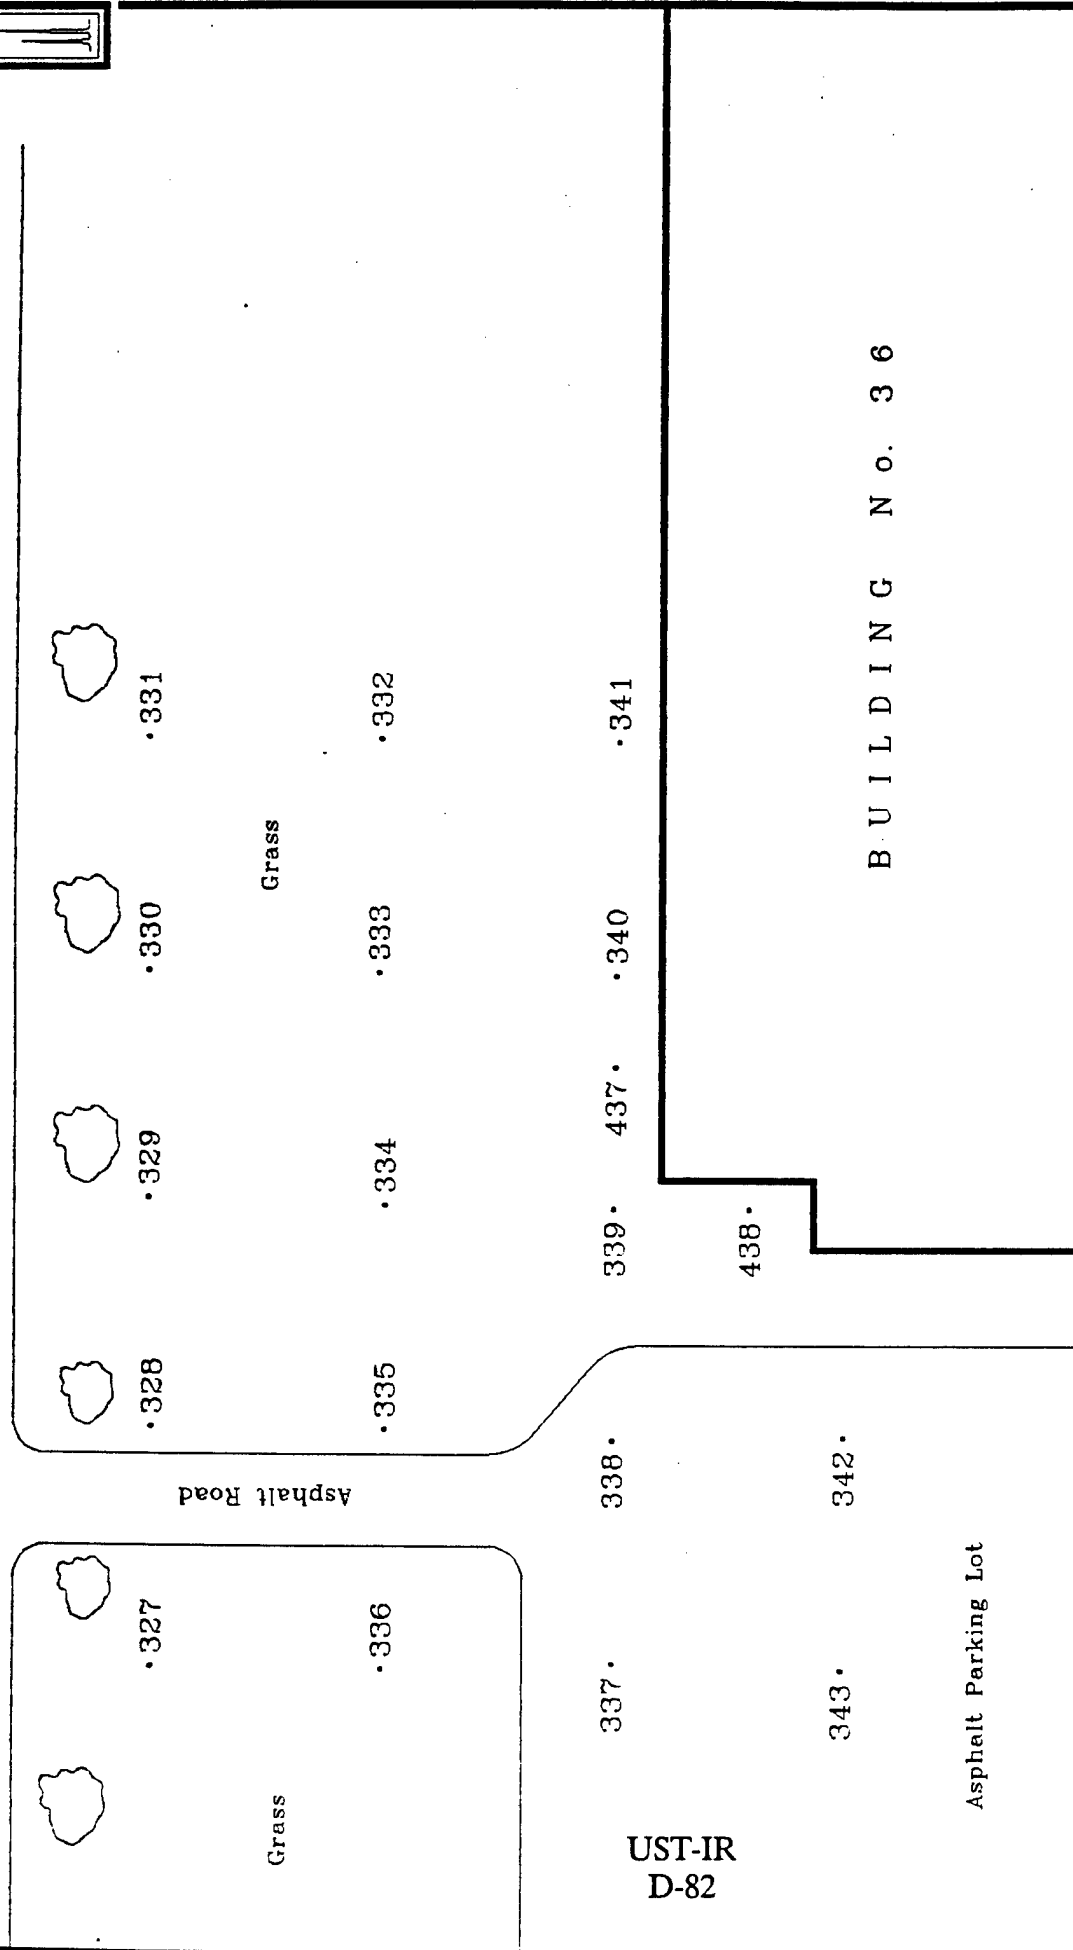 .331
.332
.341
Grass
BUILDING No. 36
.330
.333
.340
437.
.329
.334
339.
438.
.328
.335
338.
342.
Asphalt Road
.327
.336
337.
343.
Asphalt Parking Lot
Grass
UST-IR
D-82